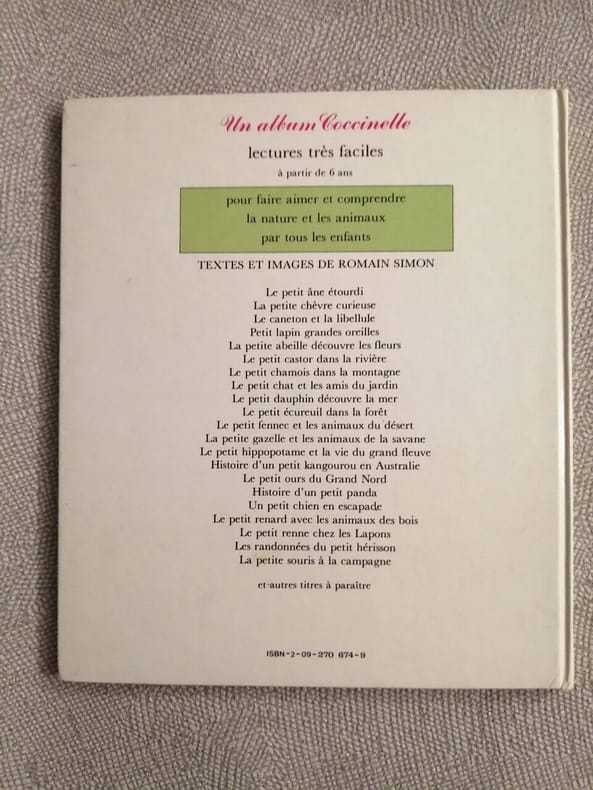 Un album Coccinelle
lectures très faciles
à partir de 6 ans
pour faire aimer et comprendre
la nature et les animaux
par tous les enfants
TEXTES ET IMAGES DE ROMAIN SIMON
Le petit âne étourdi
La petite chèvre curieuse
Le caneton et la libellule
Petit lapin grandes oreilles
La petite abeille découvre les fleurs
Le petit castor dans la rivière
Le petit chamois dans la montagne
Le petit chat et les amis du jardin
Le petit dauphin découvre la mer
Le petit écureuil dans la forêt
Le petit fennec et les animaux du désert
La petite gazelle et les animaux de la savane
Le petit hippopotame et la vie du grand fleuve
Histoire d'un petit kangourou en Australie
Le petit ours du Grand Nord
Histoire d'un petit panda
Un petit chien en escapade
Le petit renard avec les animaux des bois
Le petit renne chez les Lapons
Les randonnées du petit hérisson
La petite souris à la campagne
et autres titres à paraître
ISBN-2-09-270 674-9